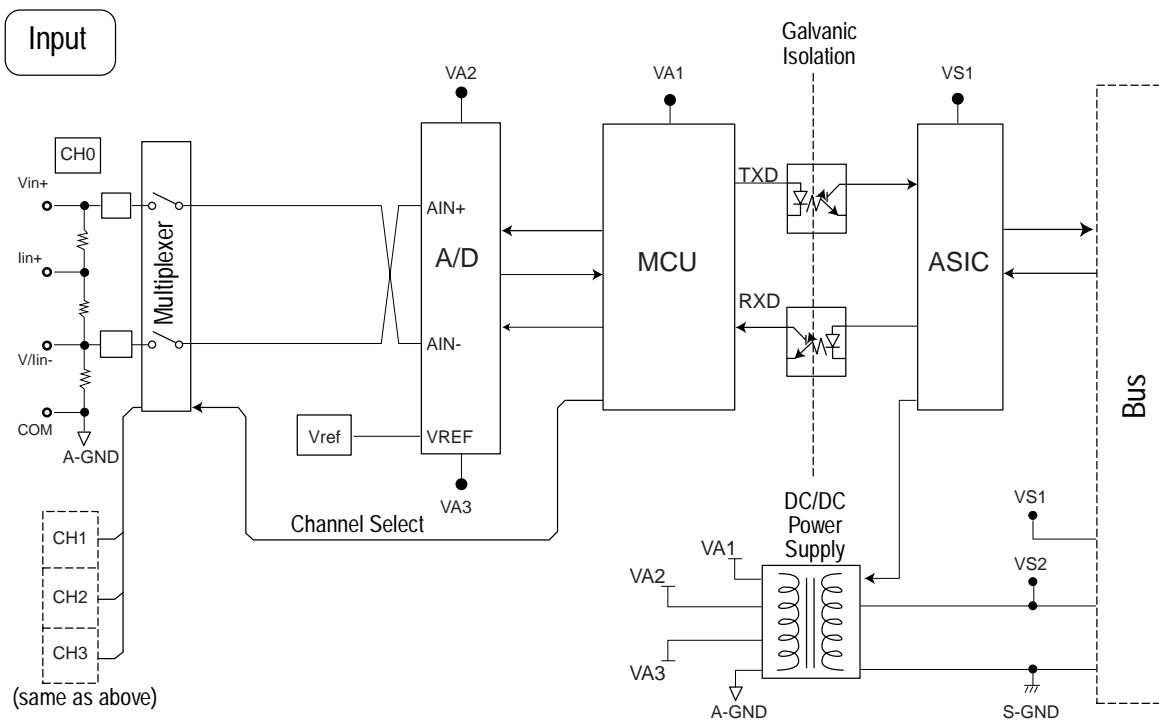 Input
Galvanic
Isolation
VA2
VA1
VS1
CH0
Vin+
Iin+
V/Iin-
COM
A-GND
Multiplexer
AIN+
A/D
AIN-
VREF
Vref
VA3
MCU
TXD
RXD
ASIC
Bus
Channel Select
CH1
CH2
CH3
(same as above)
DC/DC
Power
Supply
VA1
VA2
VA3
A-GND
VS1
VS2
S-GND